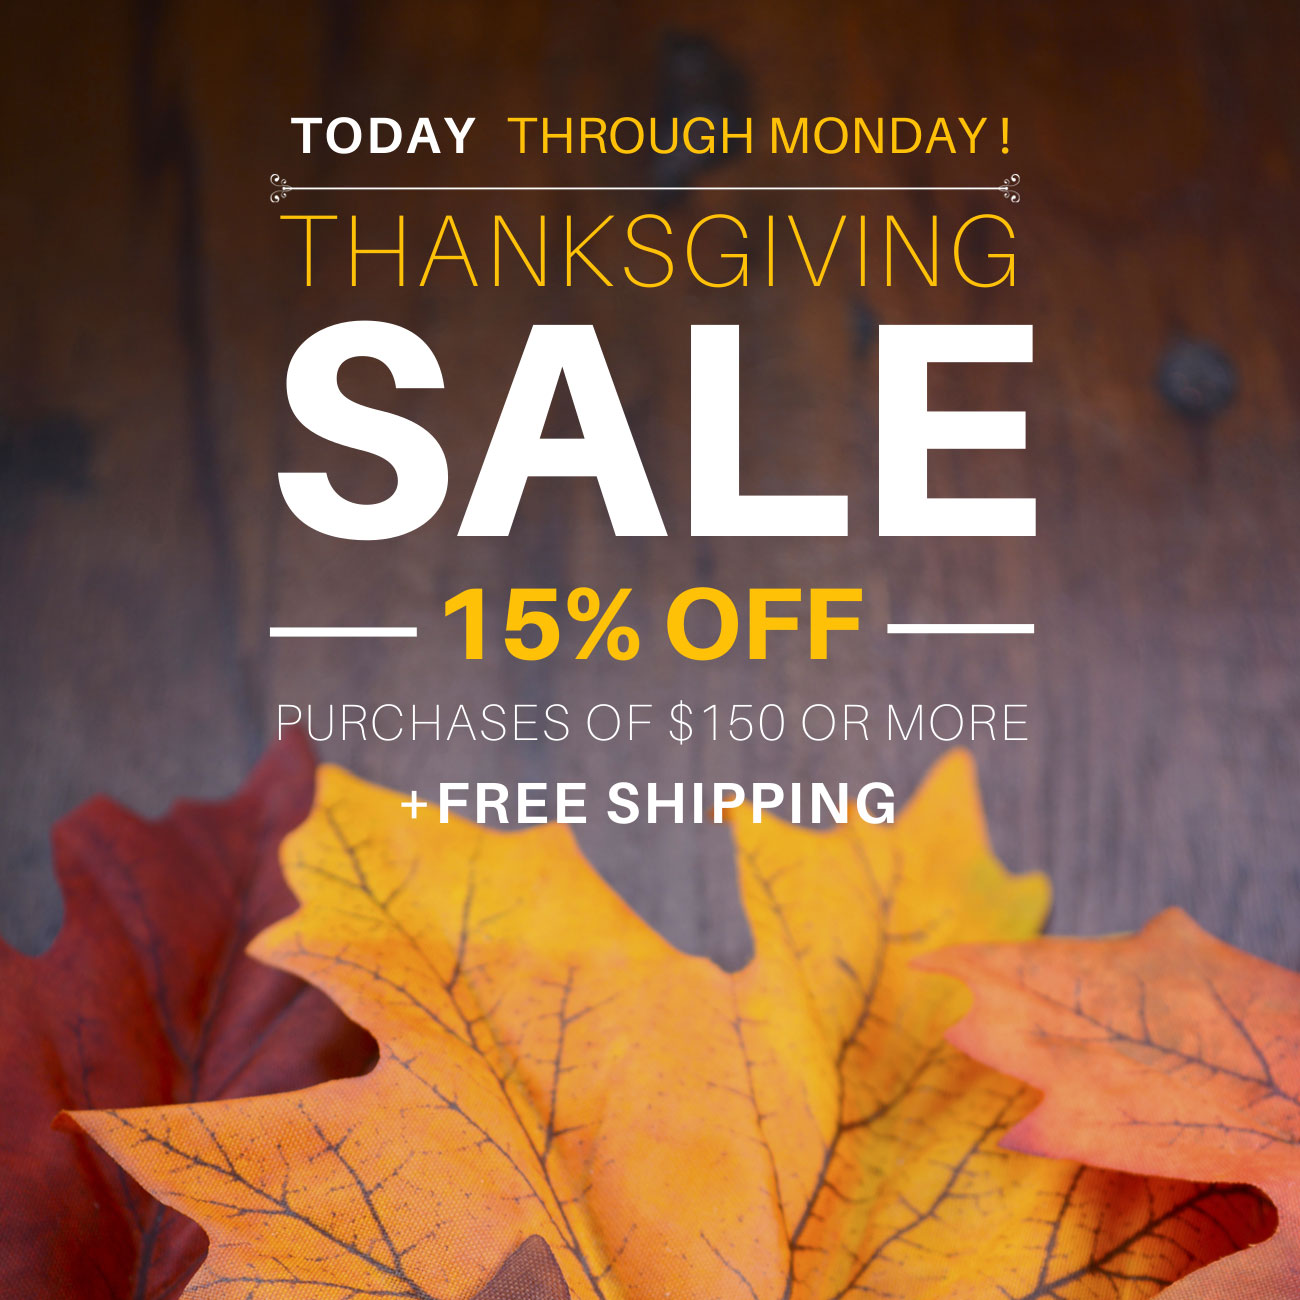 TODAY THROUGH MONDAY!
THANKSGIVING
SALE
15% OFF
PURCHASES OF $150 OR MORE
+FREE SHIPPING